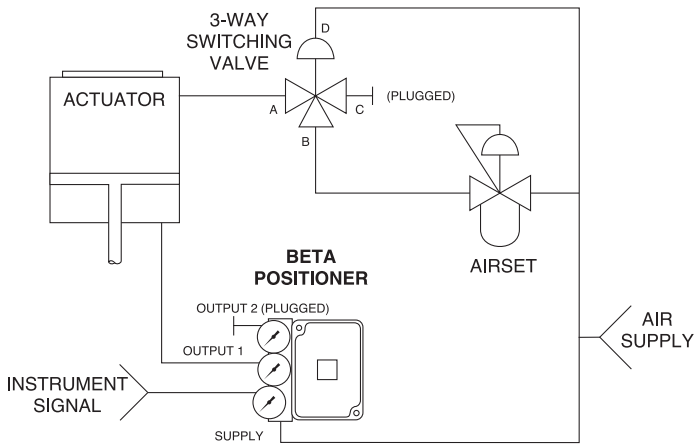 3-WAY
SWITCHING
VALVE
D
ACTUATOR
A
C
(PLUGGED)
B
AIRSET
BETA
POSITIONER
OUTPUT 2 (PLUGGED)
AIR
SUPPLY
OUTPUT 1
INSTRUMENT
SIGNAL
SUPPLY